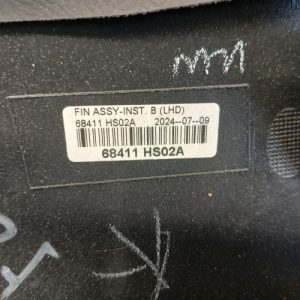 FIN ASSY-INST. B (LHD)
68411 HS02A 2024--07--09
68411 HS02A